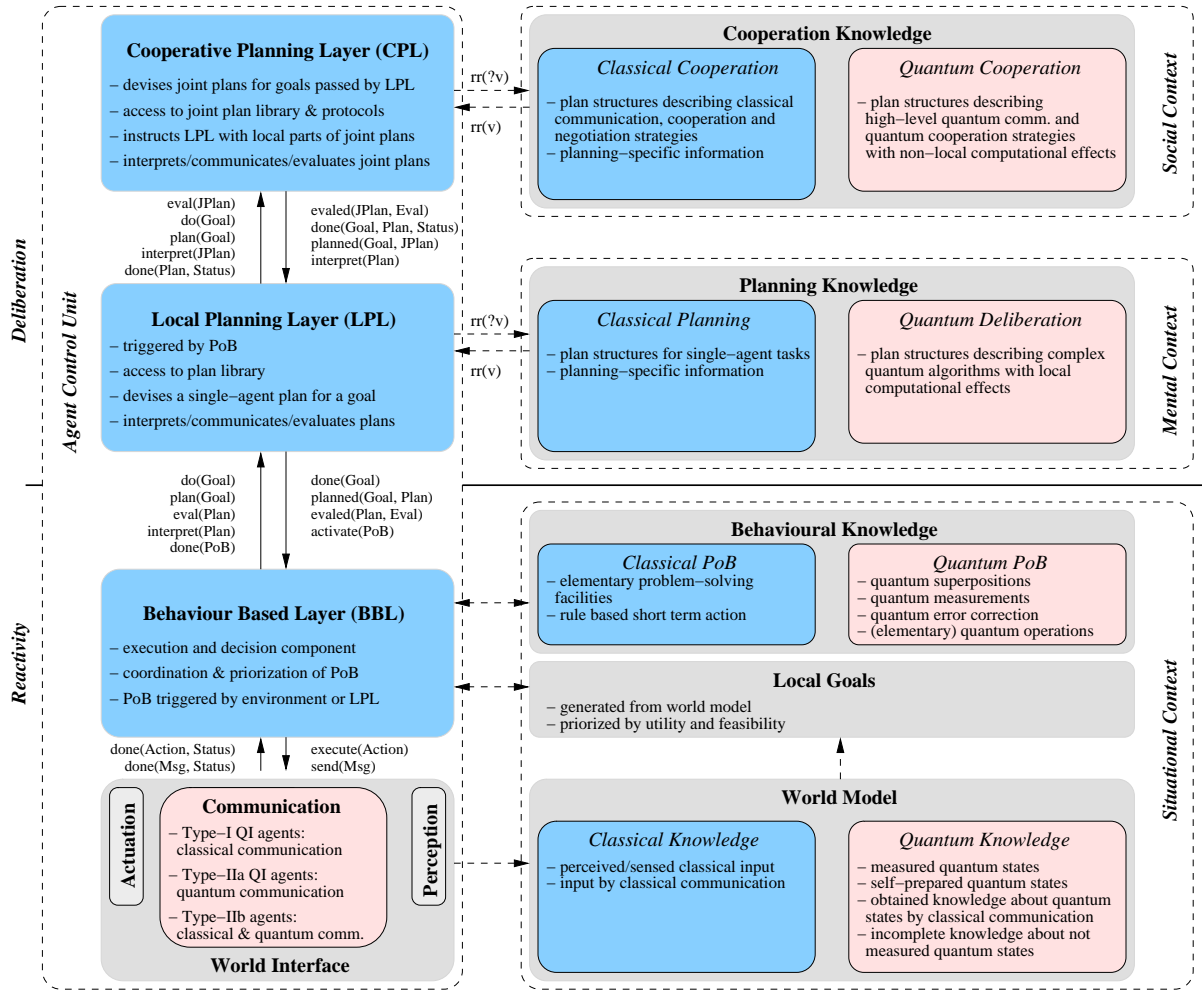 Deliberation
Reactivity
Agent Control Unit
Cooperative Planning Layer (CPL)
– devises joint plans for goals passed by LPL
– access to joint plan library & protocols
– instructs LPL with local parts of joint plans
– interprets/communicates/evaluates joint plans
rr(?v)
rr(v)
eval(JPlan)
do(Goal)
plan(Goal)
interpret(JPlan)
done(Plan, Status)
evaled(JPlan, Eval)
done(Goal, Plan, Status)
planned(Goal, JPlan)
interpret(Plan)
Local Planning Layer (LPL)
– triggered by PoB
– access to plan library
– devises a single–agent plan for a goal
– interprets/communicates/evaluates plans
rr(?v)
rr(v)
do(Goal)
plan(Goal)
eval(Plan)
interpret(Plan)
done(PoB)
done(Goal)
planned(Goal, Plan)
evaled(Plan, Eval)
activate(PoB)
Behaviour Based Layer (BBL)
– execution and decision component
– coordination & priorization of PoB
– PoB triggered by environment or LPL
done(Action, Status)
done(Msg, Status)
execute(Action)
send(Msg)
Actuation
Communication
– Type–I QI agents:
classical communication
– Type–IIa QI agents:
quantum communication
– Type–IIb agents:
classical & quantum comm.
Perception
World Interface
Cooperation Knowledge
Classical Cooperation
– plan structures describing classical
communication, cooperation and
negotiation strategies
– planning–specific information
Quantum Cooperation
– plan structures describing
high–level quantum comm. and
quantum cooperation strategies
with non–local computational effects
Social Context
Planning Knowledge
Classical Planning
– plan structures for single–agent tasks
– planning–specific information
Quantum Deliberation
– plan structures describing complex
quantum algorithms with local
computational effects
Mental Context
Behavioural Knowledge
Classical PoB
– elementary problem–solving
facilities
– rule based short term action
Quantum PoB
– quantum superpositions
– quantum measurements
– quantum error correction
– (elementary) quantum operations
Local Goals
– generated from world model
– priorized by utility and feasibility
World Model
Classical Knowledge
– perceived/sensed classical input
– input by classical communication
Quantum Knowledge
– measured quantum states
– self–prepared quantum states
– obtained knowledge about quantum
states by classical communication
– incomplete knowledge about not
measured quantum states
Situational Context